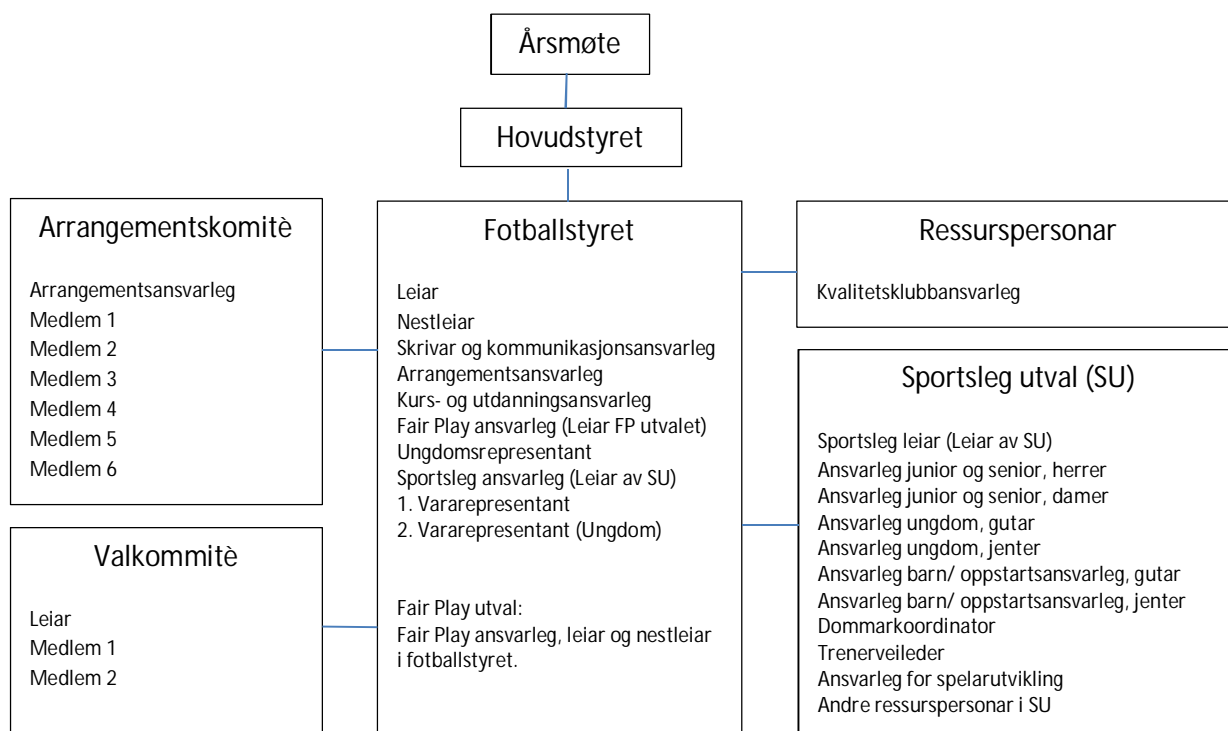 Årsmøte
Hovudstyret
Arrangementskomitè
Arrangementsansvarleg
Medlem 1
Medlem 2
Medlem 3
Medlem 4
Medlem 5
Medlem 6
Valkommitè
Leiar
Medlem 1
Medlem 2
Fotballstyret
Leiar
Nestleiar
Skrivar og kommunikasjonsansvarleg
Arrangementsansvarleg
Kurs- og utdanningsansvarleg
Fair Play ansvarleg (Leiar FP utvalet)
Ungdomsrepresentant
Sportsleg ansvarleg (Leiar av SU)
1. Vararepresentant
2. Vararepresentant (Ungdom)
Fair Play utval:
Fair Play ansvarleg, leiar og nestleiar
i fotballstyret.
Ressurspersonar
Kvalitetsklubbansvarleg
Sportsleg utval (SU)
Sportsleg leiar (Leiar av SU)
Ansvarleg junior og senior, herrer
Ansvarleg junior og senior, damer
Ansvarleg ungdom, gutar
Ansvarleg ungdom, jenter
Ansvarleg barn/ oppstartsansvarleg, gutar
Ansvarleg barn/ oppstartsansvarleg, jenter
Dommarkoordinator
Trenerveileder
Ansvarleg for spelarutvikling
Andre ressurspersonar i SU